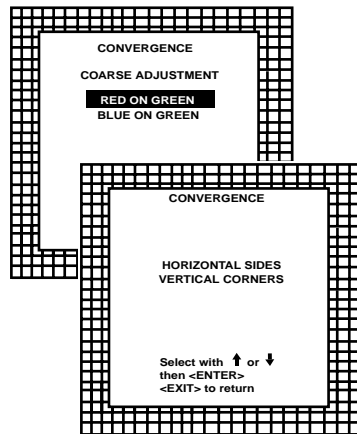 CONVERGENCE
COARSE ADJUSTMENT
RED ON GREEN
BLUE ON GREEN
CONVERGENCE
HORIZONTAL SIDES
VERTICAL CORNERS
Select with ↑ or ↓
then <ENTER>
<EXIT> to return